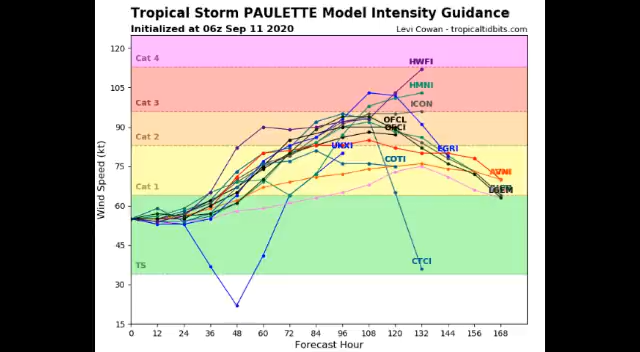 Tropical Storm PAULETTE Model Intensity Guidance
Initialized at 06z Sep 11 2020
Levi Cowan - tropicaltidbits.com
120
105
90
75
60
45
30
15
Wind Speed (kt)
Cat 4
Cat 3
Cat 2
Cat 1
TS
HWFI
HMNI
ICON
OFCL
OFCI
UKXI
EGRI
COTI
AVNI
LGEM
CTCI
0 12 24 36 48 60 72 84 96 108 120 132 144 156 168
Forecast Hour